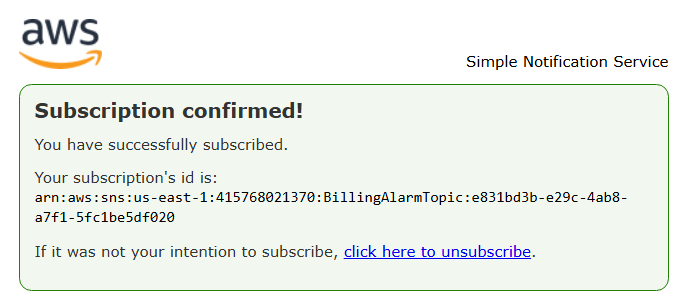 aws
Simple Notification Service
Subscription confirmed!
You have successfully subscribed.
Your subscription's id is:
arn:aws:sns:us-east-1:415768021370:BillingAlarmTopic:e831bd3b-e29c-4ab8-
a7f1-5fc1be5df020
If it was not your intention to subscribe, click here to unsubscribe.